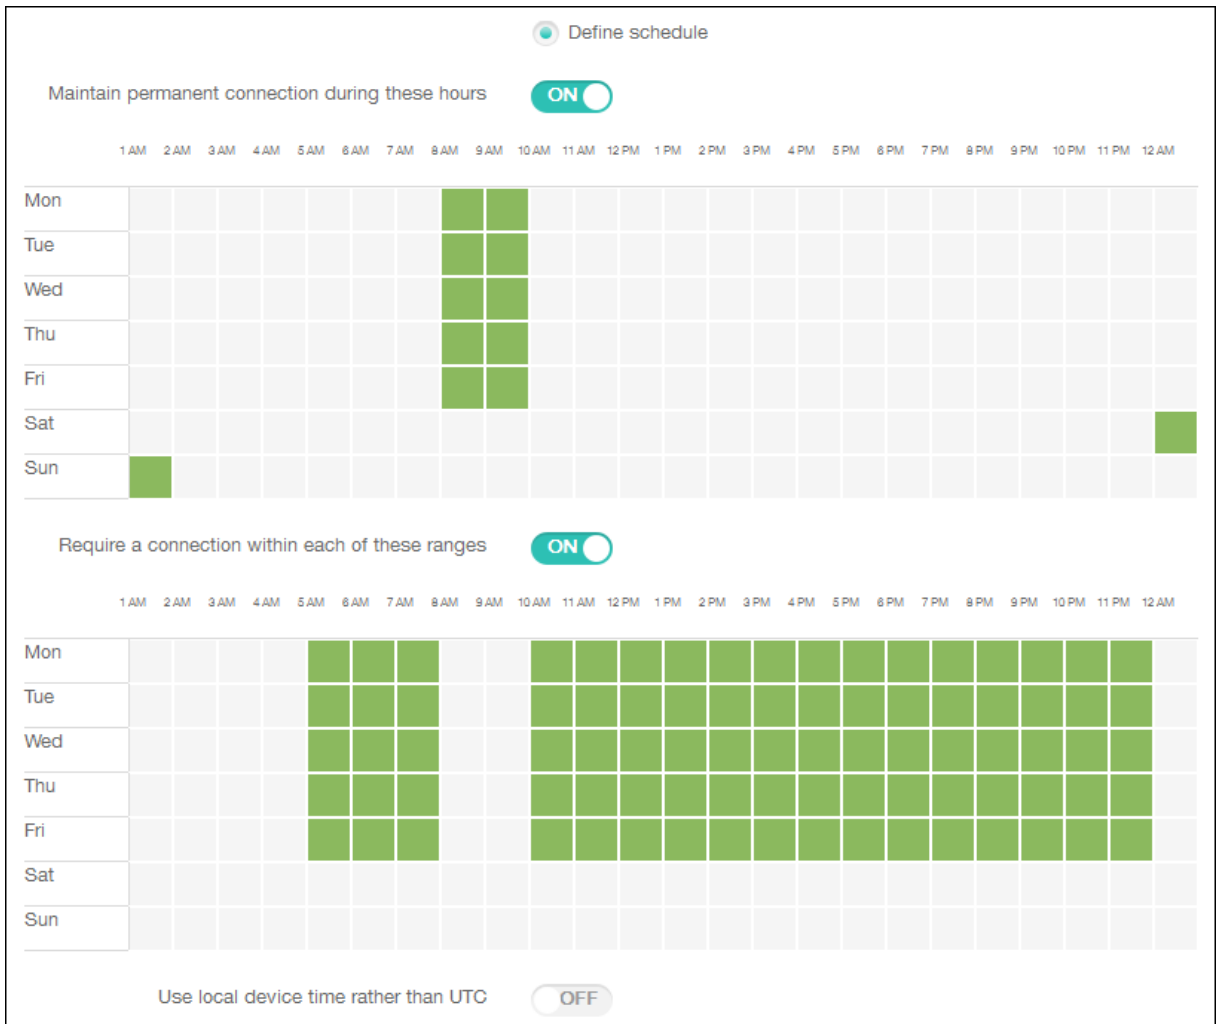 Define schedule
Maintain permanent connection during these hours ON
1 AM 2 AM 3 AM 4 AM 5 AM 6 AM 7 AM 8 AM 9 AM 10 AM 11 AM 12 PM 1 PM 2 PM 3 PM 4 PM 5 PM 6 PM 7 PM 8 PM 9 PM 10 PM 11 PM 12 AM
Mon
Tue
Wed
Thu
Fri
Sat
Sun
Require a connection within each of these ranges ON
1 AM 2 AM 3 AM 4 AM 5 AM 6 AM 7 AM 8 AM 9 AM 10 AM 11 AM 12 PM 1 PM 2 PM 3 PM 4 PM 5 PM 6 PM 7 PM 8 PM 9 PM 10 PM 11 PM 12 AM
Mon
Tue
Wed
Thu
Fri
Sat
Sun
Use local device time rather than UTC OFF